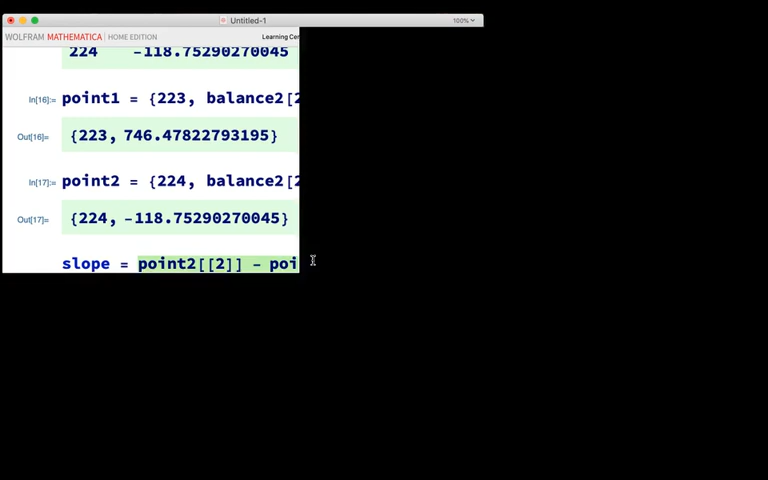 Untitled-1
100%
WOLFRAM MATHEMATICA | HOME EDITION
Learning Cen
224 -118.75290270045
In[16]:= point1 = {223, balance2[2
Out[16]= {223, 746.47822793195}
In[17]:= point2 = {224, balance2[2
Out[17]= {224, -118.75290270045}
slope = point2[[2]] - poi